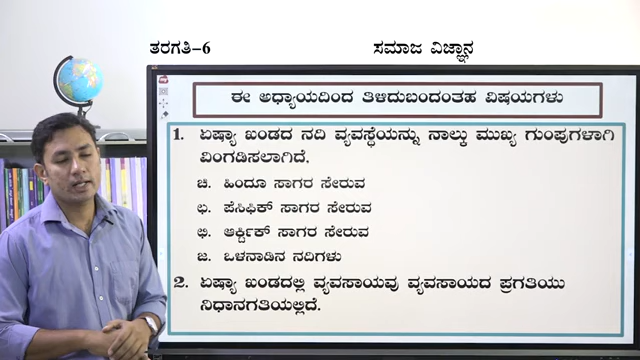 ತರಗತಿ-6 ಸಮಾಜ ವಿಜ್ಞಾನ
ಈ ಅಧ್ಯಾಯದಿಂದ ತಿಳಿದುಬಂದಂತಹ ವಿಷಯಗಳು
1. ಏಷ್ಯಾ ಖಂಡದ ನದಿ ವ್ಯವಸ್ಥೆಯನ್ನು ನಾಲ್ಕು ಮುಖ್ಯ ಗುಂಪುಗಳಾಗಿ
ವಿಂಗಡಿಸಲಾಗಿದೆ.
ಚಿ. ಹಿಂದೂ ಸಾಗರ ಸೇರುವ
ಛ. ಪೆಸಿಫಿಕ್ ಸಾಗರ ಸೇರುವ
ಛಿ. ಆರ್ಕ್ಟಿಕ್ ಸಾಗರ ಸೇರುವ
ಜ. ಒಳನಾಡಿನ ನದಿಗಳು
2. ಏಷ್ಯಾ ಖಂಡದಲ್ಲಿ ವ್ಯವಸಾಯವು ವ್ಯವಸಾಯದ ಪ್ರಗತಿಯು
ನಿಧಾನಗತಿಯಲ್ಲಿದೆ.